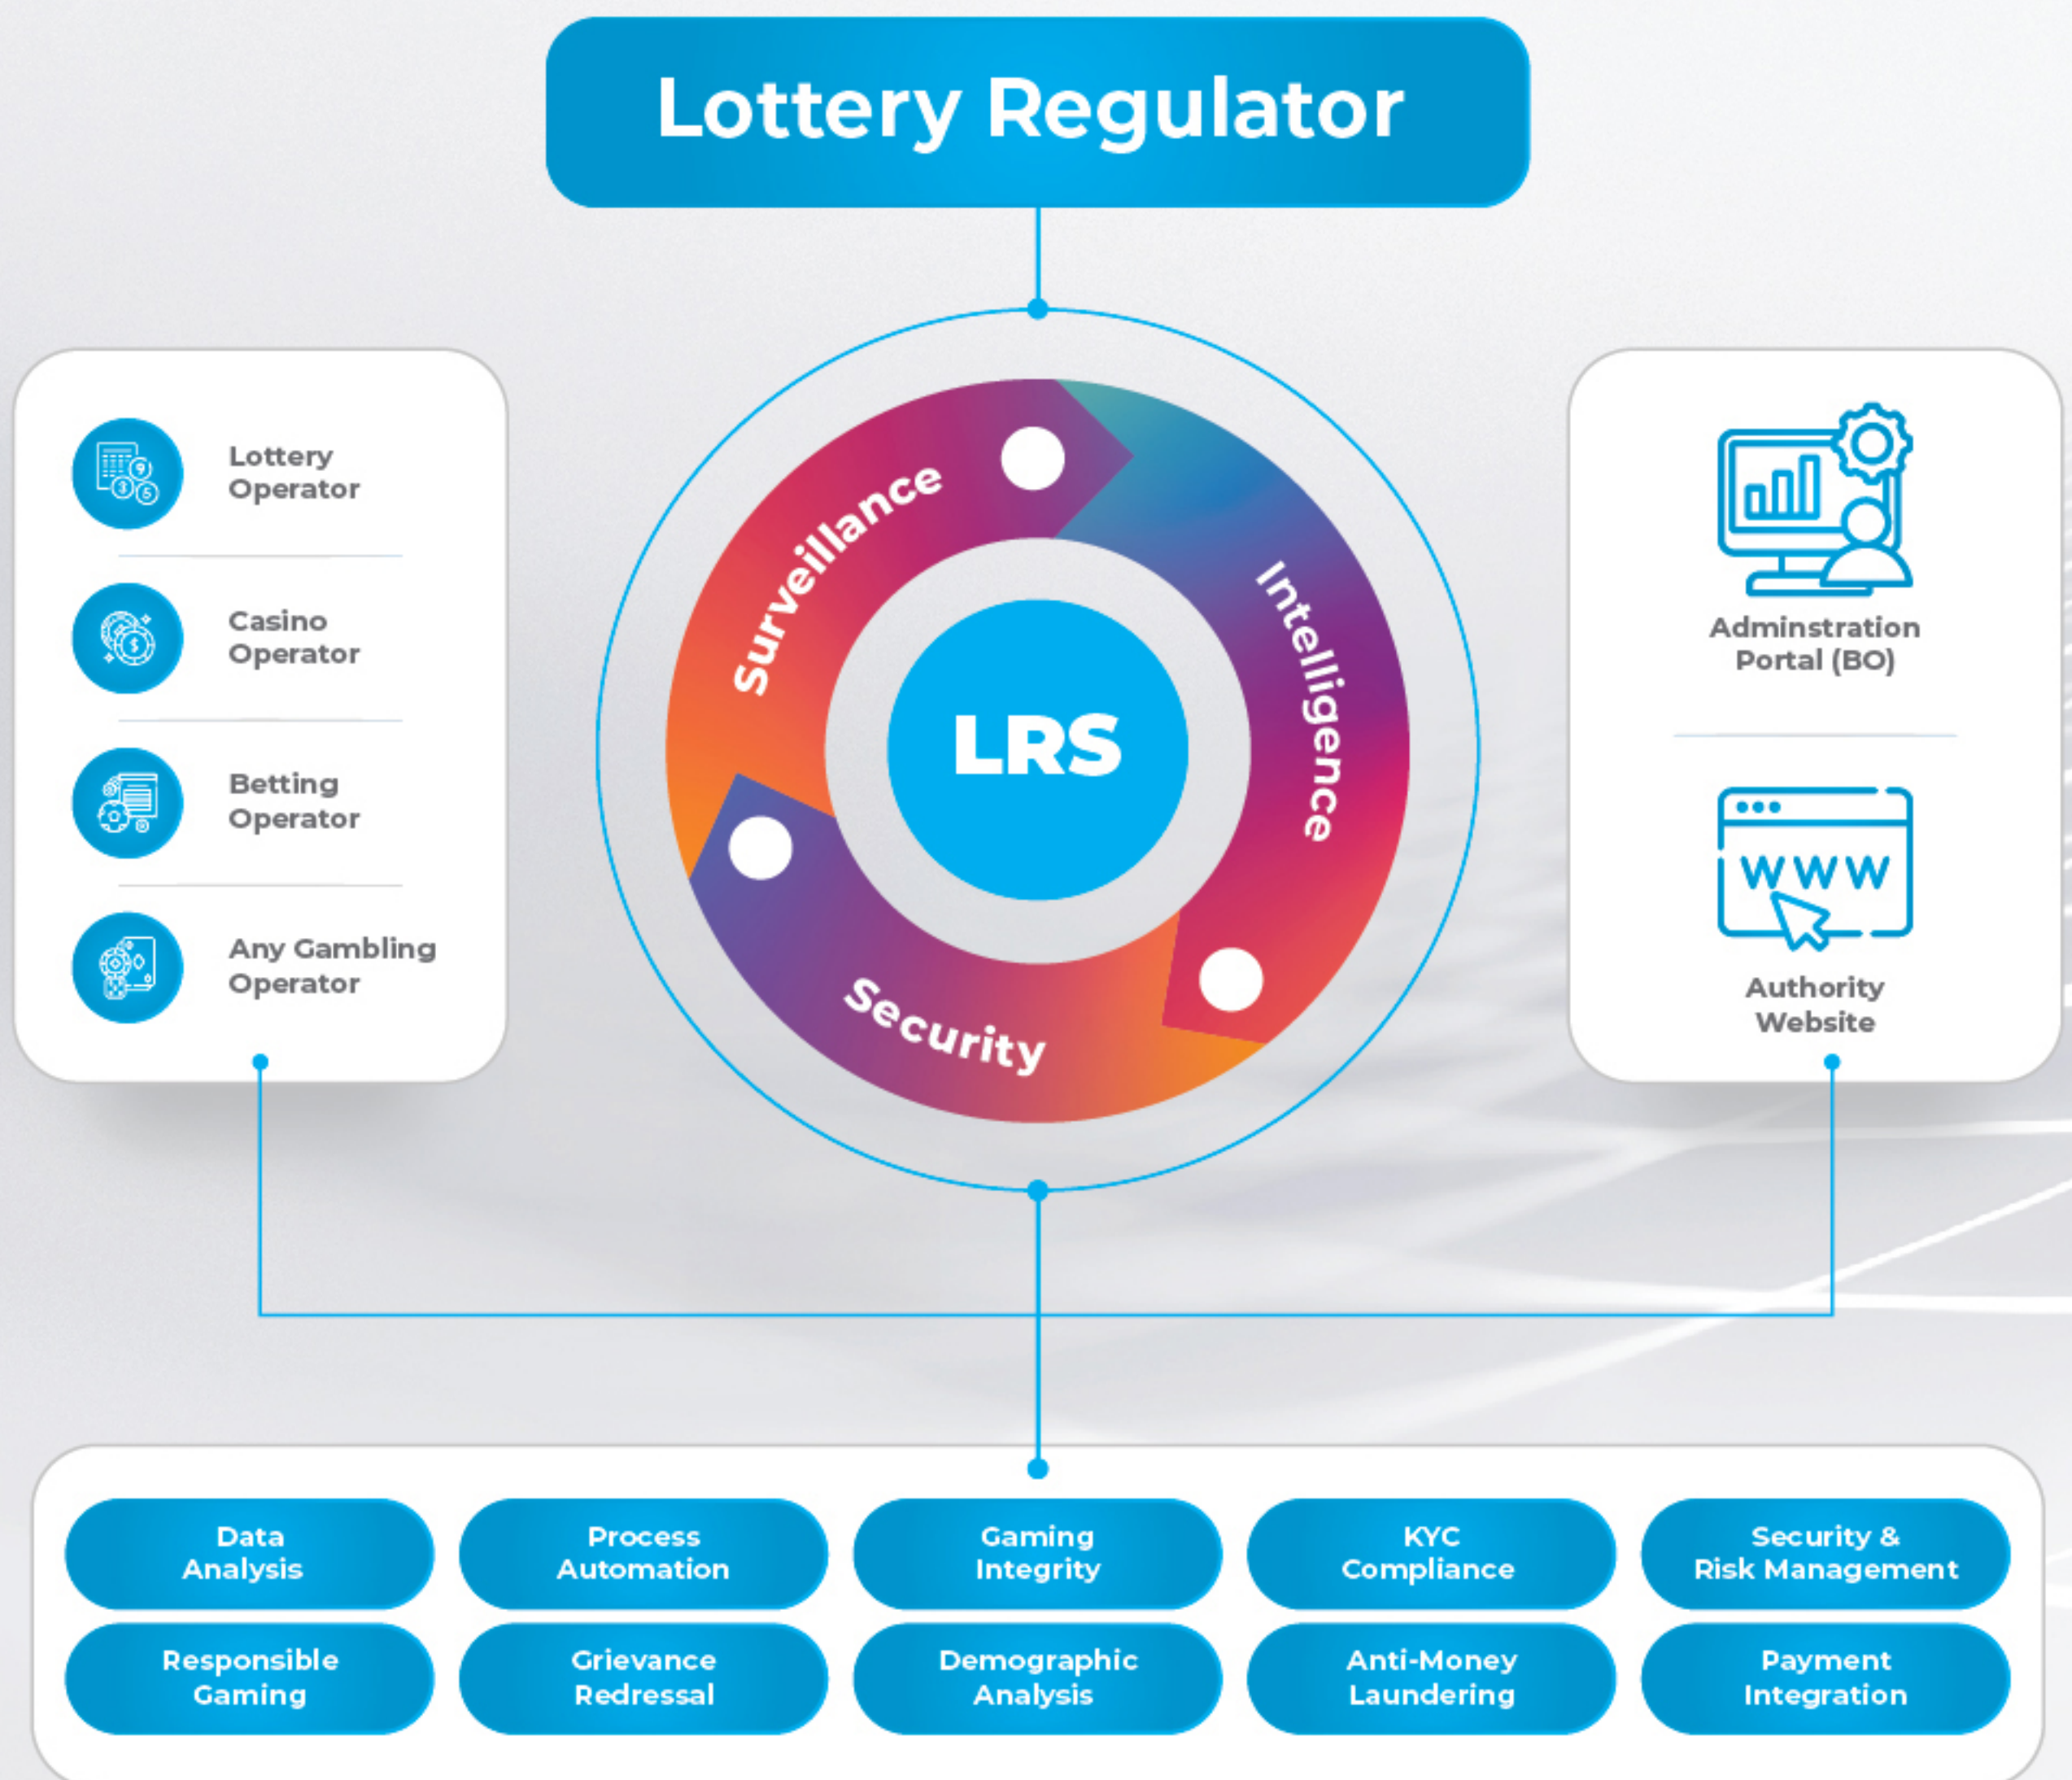 Lottery Regulator
Lottery
Operator
Casino
Operator
Betting
Operator
Any Gambling
Operator
Surveillance
Intelligence
Security
LRS
Adminstration
Portal (BO)
WWW
Authority
Website
Data
Analysis
Process
Automation
Gaming
Integrity
KYC
Compliance
Security &
Risk Management
Responsible
Gaming
Grievance
Redressal
Demographic
Analysis
Anti-Money
Laundering
Payment
Integration